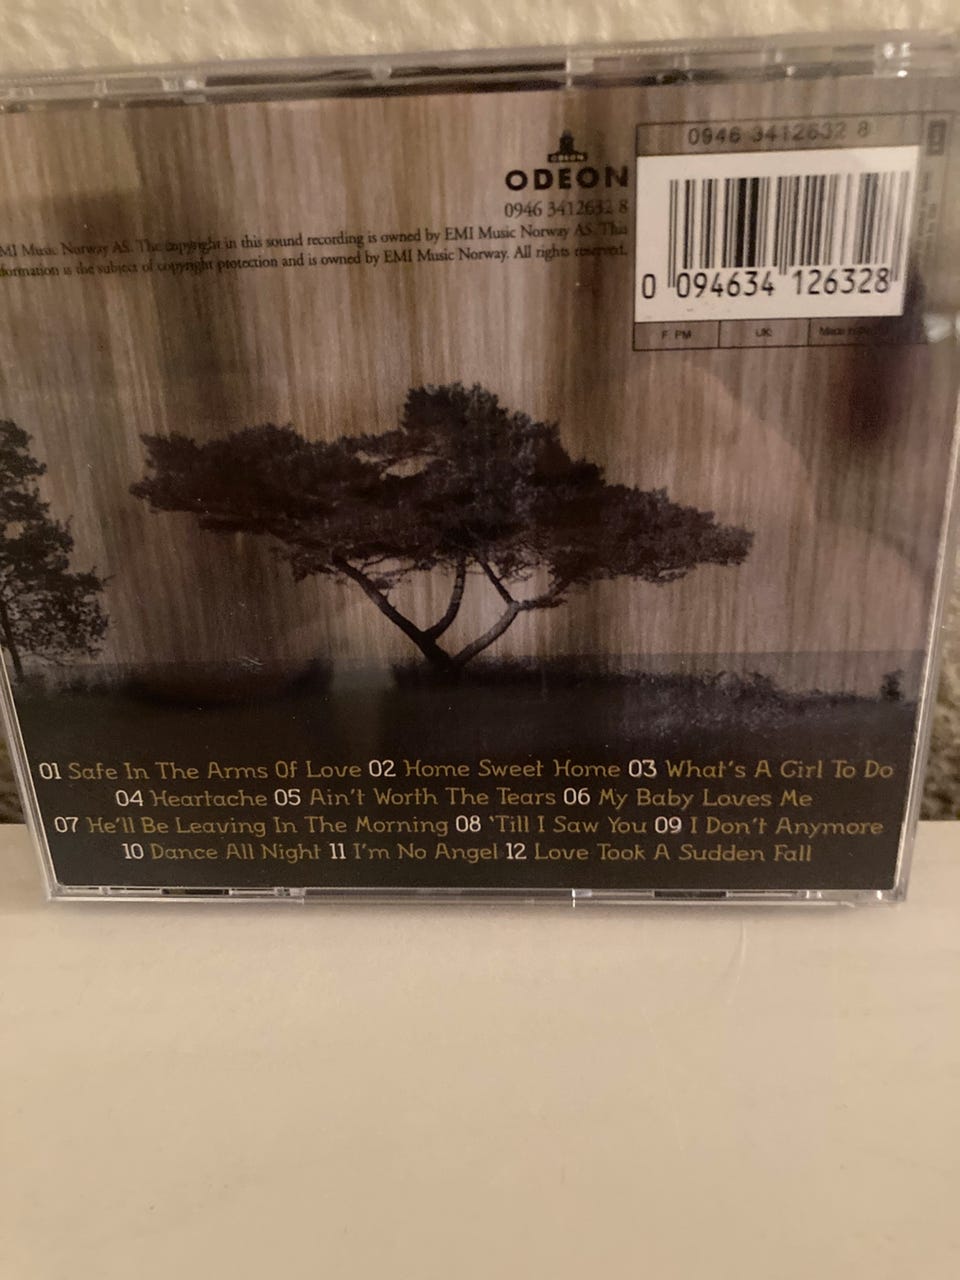 0946 3412632 8
ODEON
ODEON
0946 3412632 8
MI Music Norway AS. The copyright in this sound recording is owned by EMI Music Norway AS. This
formation is the subject of copyright protection and is owned by EMI Music Norway. All rights reserved.
0 094634 126328
F: PM UK: Made in
01 Safe In The Arms Of Love 02 Home Sweet Home 03 What's A Girl To Do
04 Heartache 05 Ain't Worth The Tears 06 My Baby Loves Me
07 He'll Be Leaving In The Morning 08 'Till I Saw You 09 I Don't Anymore
10 Dance All Night 11 I'm No Angel 12 Love Took A Sudden Fall